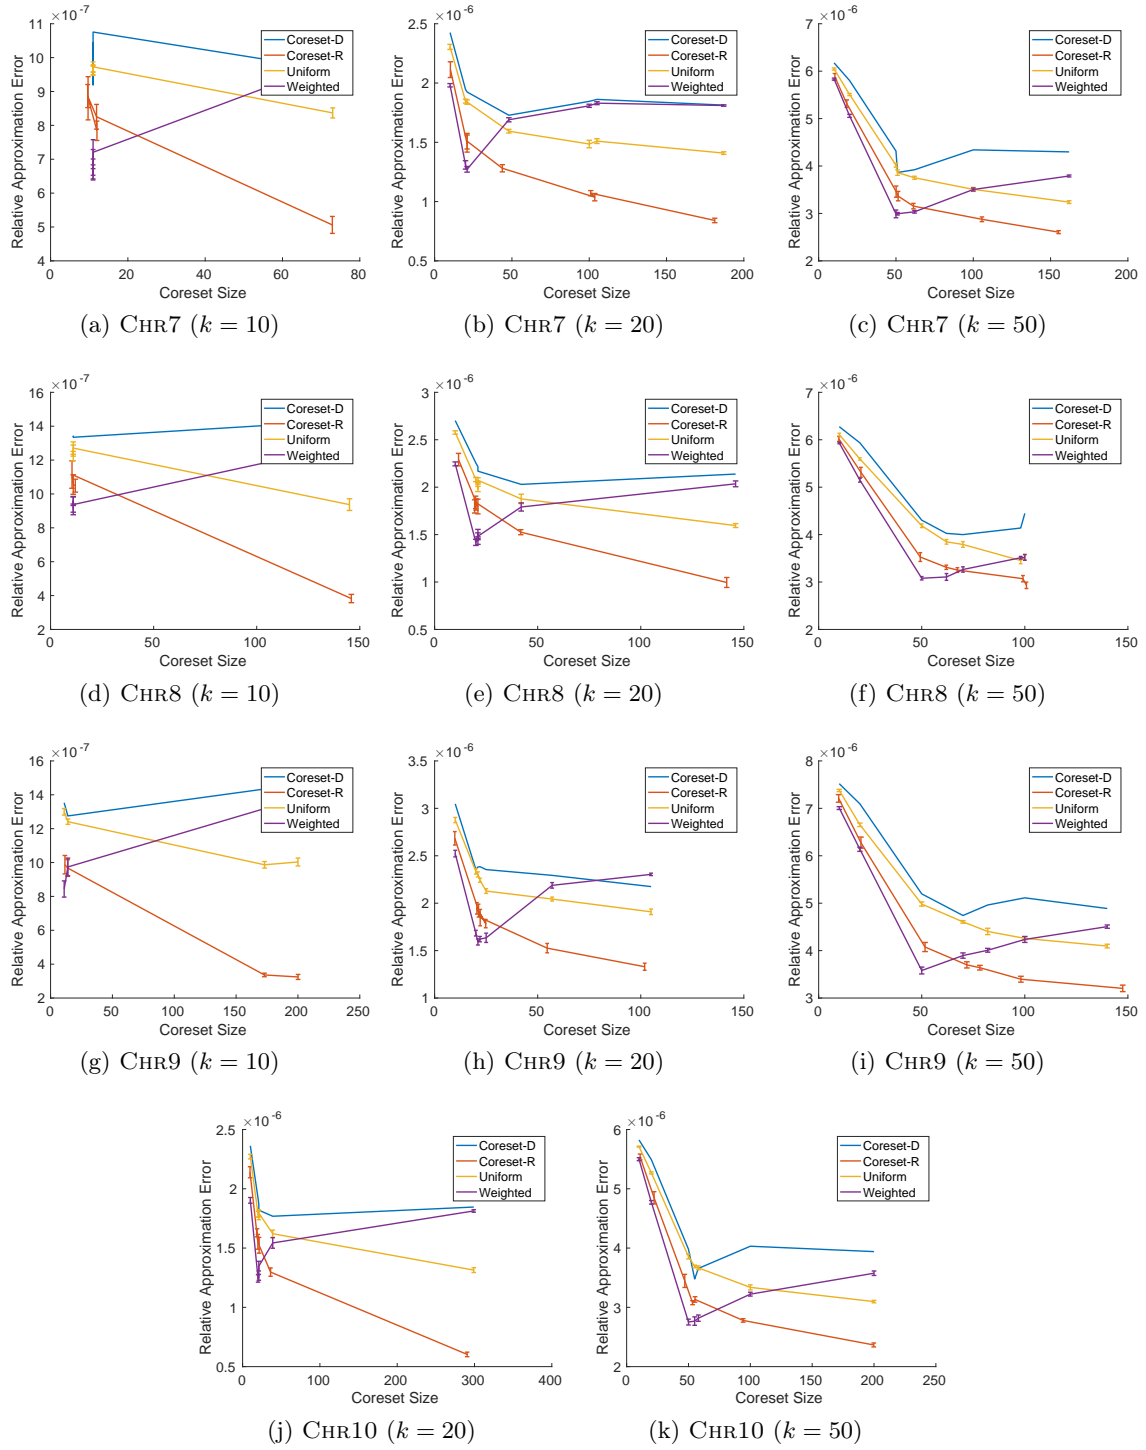 ×10⁻⁷
11
10
9
8
7
6
5
4
0 20 40 60 80
Relative Approximation Error
Coreset Size
Coreset-D
Coreset-R
Uniform
Weighted
(a) CHR7 (k = 10)
×10⁻⁶
2.5
2
1.5
1
0.5
0 50 100 150 200
Relative Approximation Error
Coreset Size
Coreset-D
Coreset-R
Uniform
Weighted
(b) CHR7 (k = 20)
×10⁻⁶
7
6
5
4
3
2
0 50 100 150 200
Relative Approximation Error
Coreset Size
Coreset-D
Coreset-R
Uniform
Weighted
(c) CHR7 (k = 50)
×10⁻⁷
16
14
12
10
8
6
4
2
0 50 100 150
Relative Approximation Error
Coreset Size
Coreset-D
Coreset-R
Uniform
Weighted
(d) CHR8 (k = 10)
×10⁻⁶
3
2.5
2
1.5
1
0.5
0 50 100 150
Relative Approximation Error
Coreset Size
Coreset-D
Coreset-R
Uniform
Weighted
(e) CHR8 (k = 20)
×10⁻⁶
7
6
5
4
3
2
0 50 100 150
Relative Approximation Error
Coreset Size
Coreset-D
Coreset-R
Uniform
Weighted
(f) CHR8 (k = 50)
×10⁻⁷
16
14
12
10
8
6
4
2
0 50 100 150 200 250
Relative Approximation Error
Coreset Size
Coreset-D
Coreset-R
Uniform
Weighted
(g) CHR9 (k = 10)
×10⁻⁶
3.5
3
2.5
2
1.5
1
0 50 100 150
Relative Approximation Error
Coreset Size
Coreset-D
Coreset-R
Uniform
Weighted
(h) CHR9 (k = 20)
×10⁻⁶
8
7
6
5
4
3
0 50 100 150
Relative Approximation Error
Coreset Size
Coreset-D
Coreset-R
Uniform
Weighted
(i) CHR9 (k = 50)
×10⁻⁶
2.5
2
1.5
1
0.5
0 100 200 300 400
Relative Approximation Error
Coreset Size
Coreset-D
Coreset-R
Uniform
Weighted
(j) CHR10 (k = 20)
×10⁻⁶
6
5
4
3
2
0 50 100 150 200 250
Relative Approximation Error
Coreset Size
Coreset-D
Coreset-R
Uniform
Weighted
(k) CHR10 (k = 50)